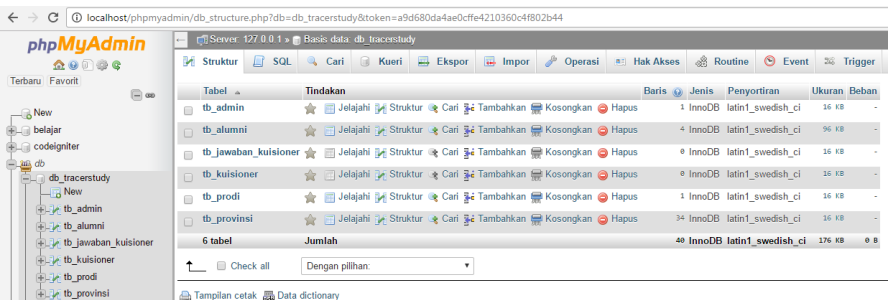 localhost/phpmyadmin/db_structure.php?db=db_tracerstudy&token=a9d680da4ae0cffe4210360c4f802b44
phpMyAdmin
Terbaru Favorit
New
belajar
codeigniter
db
db_tracerstudy
New
tb_admin
tb_alumni
tb_jawaban_kuisioner
tb_kuisioner
tb_prodi
tb_provinsi
Server: 127.0.0.1 » Basis data: db_tracerstudy
Struktur SQL Cari Kueri Ekspor Impor Operasi Hak Akses Routine Event Trigger
Tabel Tindakan Baris Jenis Penyortiran Ukuran Beban
tb_admin Jelajahi Struktur Cari Tambahkan Kosongkan Hapus 1 InnoDB latin1_swedish_ci 16 KB -
tb_alumni Jelajahi Struktur Cari Tambahkan Kosongkan Hapus 4 InnoDB latin1_swedish_ci 96 KB -
tb_jawaban_kuisioner Jelajahi Struktur Cari Tambahkan Kosongkan Hapus 0 InnoDB latin1_swedish_ci 16 KB -
tb_kuisioner Jelajahi Struktur Cari Tambahkan Kosongkan Hapus 0 InnoDB latin1_swedish_ci 16 KB -
tb_prodi Jelajahi Struktur Cari Tambahkan Kosongkan Hapus 1 InnoDB latin1_swedish_ci 16 KB -
tb_provinsi Jelajahi Struktur Cari Tambahkan Kosongkan Hapus 34 InnoDB latin1_swedish_ci 16 KB -
6 tabel Jumlah 40 InnoDB latin1_swedish_ci 176 KB 0 B
Check all Dengan pilihan:
Tampilan cetak Data dictionary